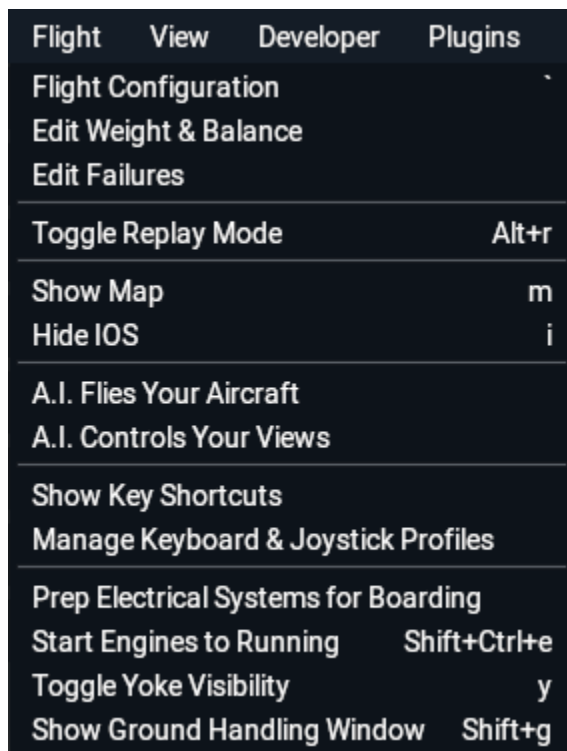 Flight View Developer Plugins
Flight Configuration `
Edit Weight & Balance
Edit Failures
Toggle Replay Mode Alt+r
Show Map m
Hide IOS i
A.I. Flies Your Aircraft
A.I. Controls Your Views
Show Key Shortcuts
Manage Keyboard & Joystick Profiles
Prep Electrical Systems for Boarding
Start Engines to Running Shift+Ctrl+e
Toggle Yoke Visibility y
Show Ground Handling Window Shift+g